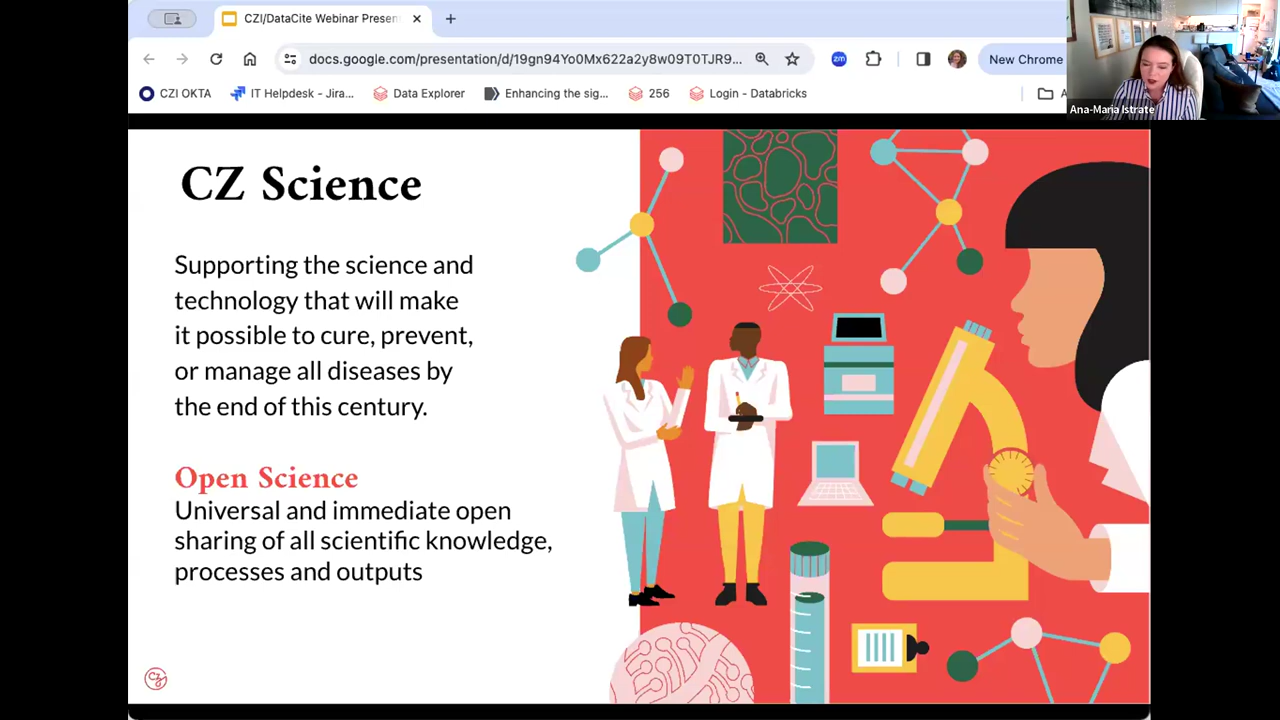 CZI/DataCite Webinar Presen
docs.google.com/presentation/d/19gn94Yo0Mx622a2y8w09T0TJR9...
zm
New Chrome
CZI OKTA
IT Helpdesk - Jira...
Data Explorer
Enhancing the sig...
256
Login - Databricks
Ana-Maria Istrate
CZ Science
Supporting the science and
technology that will make
it possible to cure, prevent,
or manage all diseases by
the end of this century.
Open Science
Universal and immediate open
sharing of all scientific knowledge,
processes and outputs
CZ